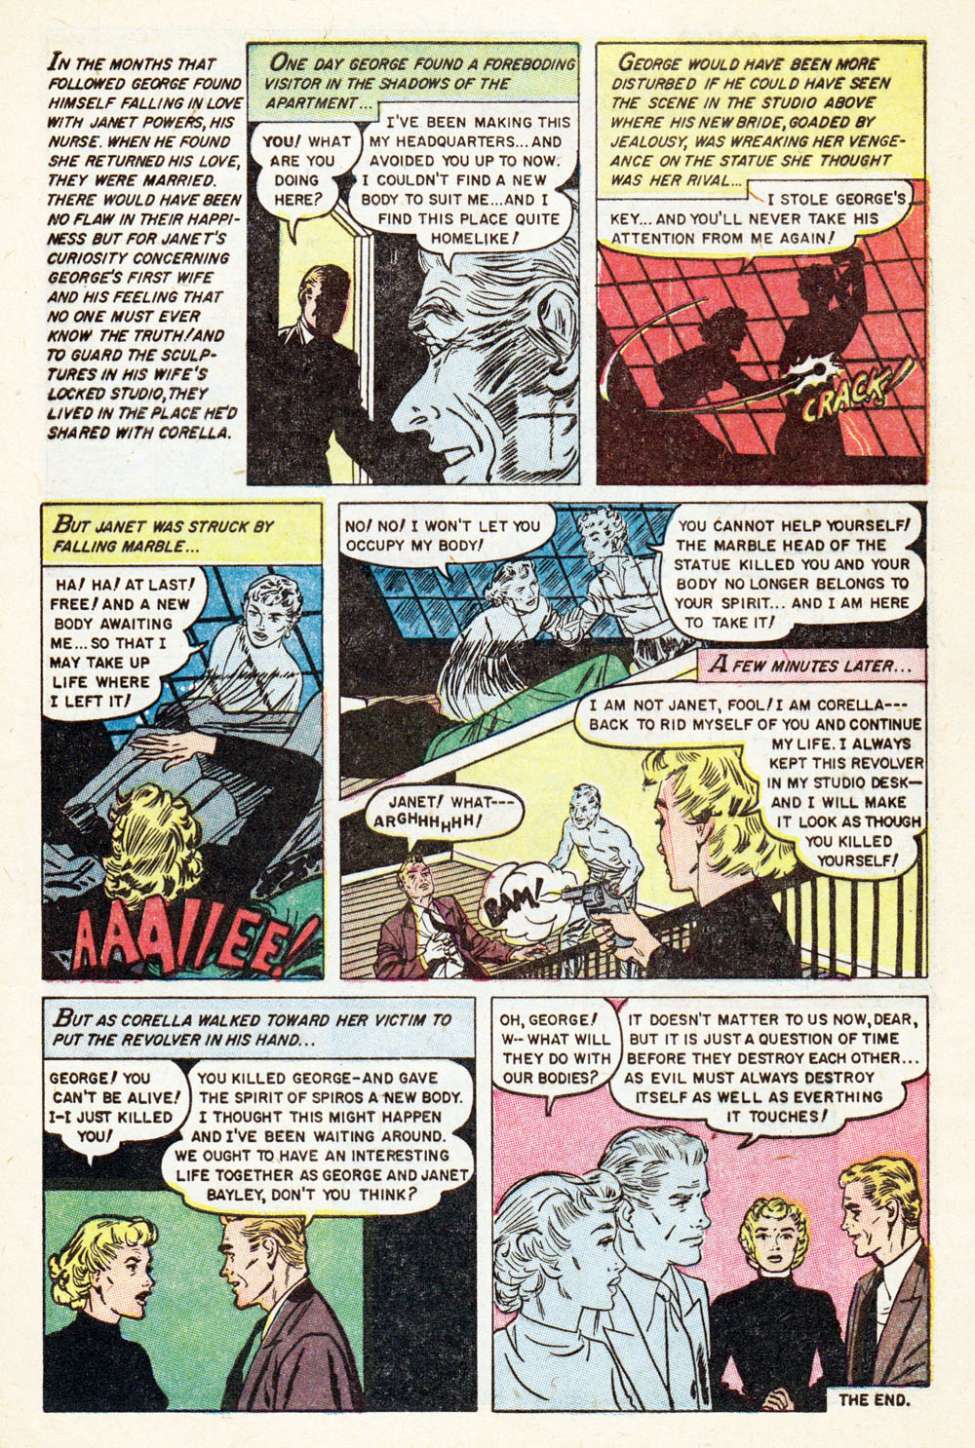 IN THE MONTHS THAT
FOLLOWED GEORGE FOUND
HIMSELF FALLING IN LOVE
WITH JANET POWERS, HIS
NURSE. WHEN HE FOUND
SHE RETURNED HIS LOVE,
THEY WERE MARRIED.
THERE WOULD HAVE BEEN
NO FLAW IN THEIR HAPPI-
NESS BUT FOR JANET'S
CURIOSITY CONCERNING
GEORGE'S FIRST WIFE
AND HIS FEELING THAT
NO ONE MUST EVER
KNOW THE TRUTH! AND
TO GUARD THE SCULP-
TURES IN HIS WIFE'S
LOCKED STUDIO, THEY
LIVED IN THE PLACE HE'D
SHARED WITH CORELLA.
ONE DAY GEORGE FOUND A FOREBODING
VISITOR IN THE SHADOWS OF THE
APARTMENT...
YOU! WHAT
ARE YOU
DOING
HERE?
I'VE BEEN MAKING THIS
MY HEADQUARTERS...AND
AVOIDED YOU UP TO NOW.
I COULDN'T FIND A NEW
BODY TO SUIT ME...AND I
FIND THIS PLACE QUITE
HOMELIKE!
GEORGE WOULD HAVE BEEN MORE
DISTURBED IF HE COULD HAVE SEEN
THE SCENE IN THE STUDIO ABOVE
WHERE HIS NEW BRIDE, GOADED BY
JEALOUSY, WAS WREAKING HER VENGE-
ANCE ON THE STATUE SHE THOUGHT
WAS HER RIVAL...
I STOLE GEORGE'S
KEY...AND YOU'LL NEVER TAKE HIS
ATTENTION FROM ME AGAIN!
CRACK!
BUT JANET WAS STRUCK BY
FALLING MARBLE...
HA! HA! AT LAST!
FREE! AND A NEW
BODY AWAITING
ME...SO THAT I
MAY TAKE UP
LIFE WHERE
I LEFT IT!
AAAIIEE!
NO! NO! I WON'T LET YOU
OCCUPY MY BODY!
YOU CANNOT HELP YOURSELF!
THE MARBLE HEAD OF THE
STATUE KILLED YOU AND YOUR
BODY NO LONGER BELONGS TO
YOUR SPIRIT... AND I AM HERE
TO TAKE IT!
A FEW MINUTES LATER...
I AM NOT JANET, FOOL! I AM CORELLA---
BACK TO RID MYSELF OF YOU AND CONTINUE
MY LIFE. I ALWAYS
KEPT THIS REVOLVER
IN MY STUDIO DESK—
AND I WILL MAKE
IT LOOK AS THOUGH
YOU KILLED
YOURSELF!
JANET! WHAT---
ARGHHHHHH!
BAM!
BUT AS CORELLA WALKED TOWARD HER VICTIM TO
PUT THE REVOLVER IN HIS HAND...
GEORGE! YOU
CAN'T BE ALIVE!
I-I JUST KILLED
YOU!
YOU KILLED GEORGE—AND GAVE
THE SPIRIT OF SPIROS A NEW BODY.
I THOUGHT THIS MIGHT HAPPEN
AND I'VE BEEN WAITING AROUND.
WE OUGHT TO HAVE AN INTERESTING
LIFE TOGETHER AS GEORGE AND JANET
BAYLEY, DON'T YOU THINK?
OH, GEORGE!
W-- WHAT WILL
THEY DO WITH
OUR BODIES?
IT DOESN'T MATTER TO US NOW, DEAR,
BUT IT IS JUST A QUESTION OF TIME
BEFORE THEY DESTROY EACH OTHER...
AS EVIL MUST ALWAYS DESTROY
ITSELF AS WELL AS EVERTHING
IT TOUCHES!
THE END.